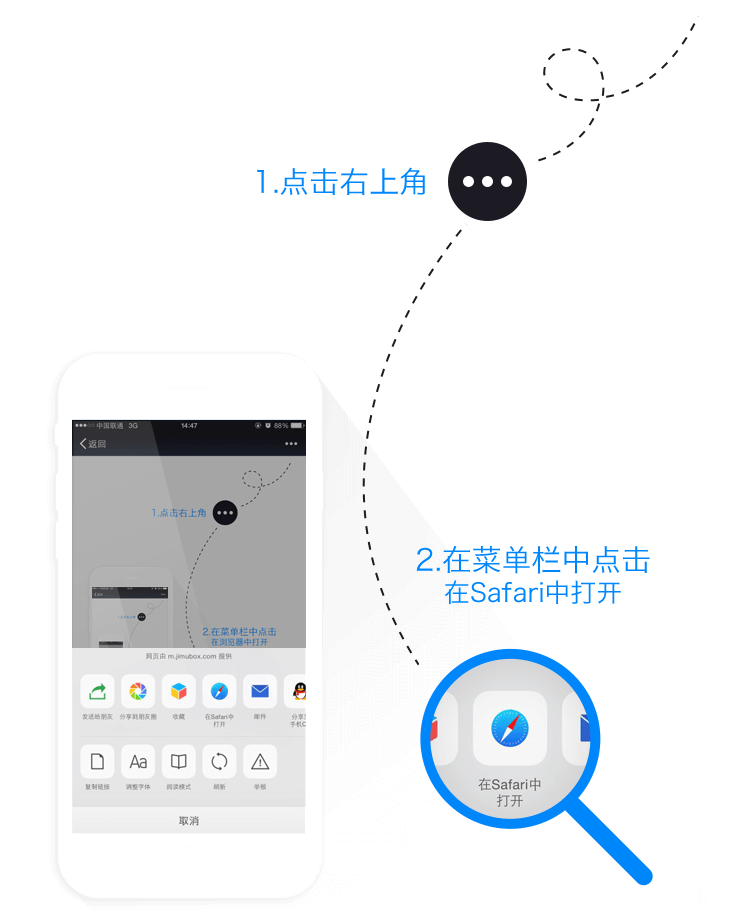 1.点击右上角
中国联通 3G 14:47 88%
返回
1.点击右上角
2.在菜单栏中点击
在Safari中打开
2.在菜单栏中点击
在浏览器中打开
网页由 m.jimubox.com 提供
发送给朋友 分享到朋友圈 收藏 在Safari中 邮件 分享到
打开 手机Q
复制链接 调整字体 阅读模式 刷新 举报
Aa
取消
在Safari中
打开